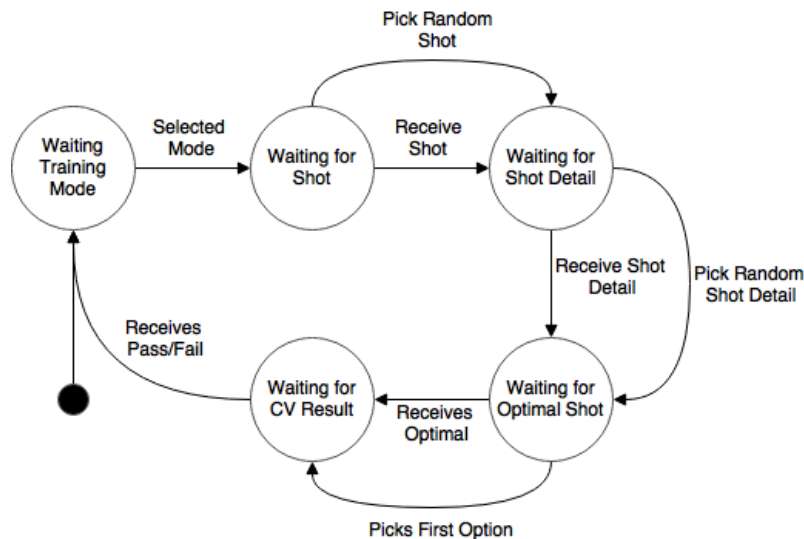 Pick Random
Shot
Waiting
Training
Mode
Selected
Mode
Waiting for
Shot
Receive
Shot
Waiting for
Shot Detail
Receive Shot
Detail
Pick Random
Shot Detail
Receives
Pass/Fail
Waiting for
CV Result
Receives
Optimal
Waiting for
Optimal Shot
Picks First Option